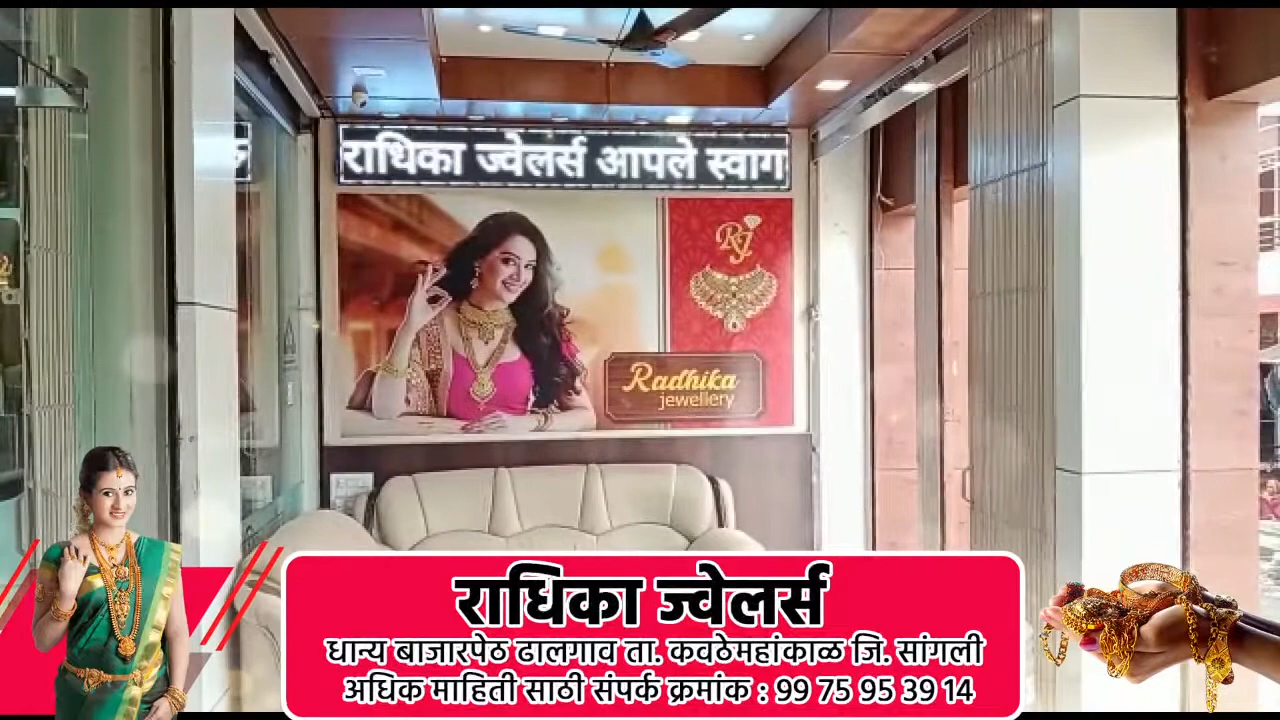 राधिका ज्वेलर्स आपले स्वाग
RJ
Radhika
jewellery
राधिका ज्वेलर्स
धान्य बाजारपेठ ढालगाव ता. कवठेमहांकाळ जि. सांगली
अधिक माहिती साठी संपर्क क्रमांक : 99 75 95 39 14